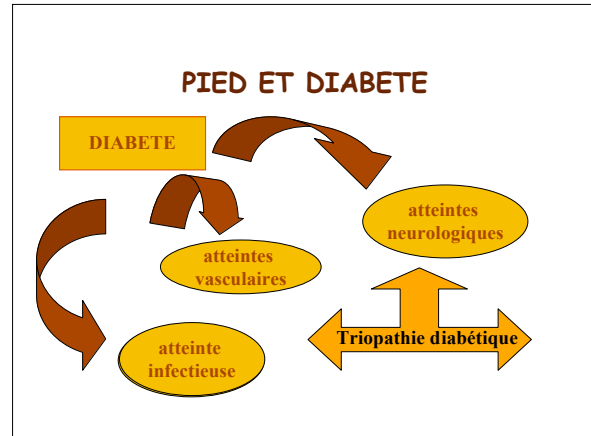 PIED ET DIABETE
DIABETE
atteintes
neurologiques
atteintes
vasculaires
Triopathie diabétique
atteinte
infectieuse